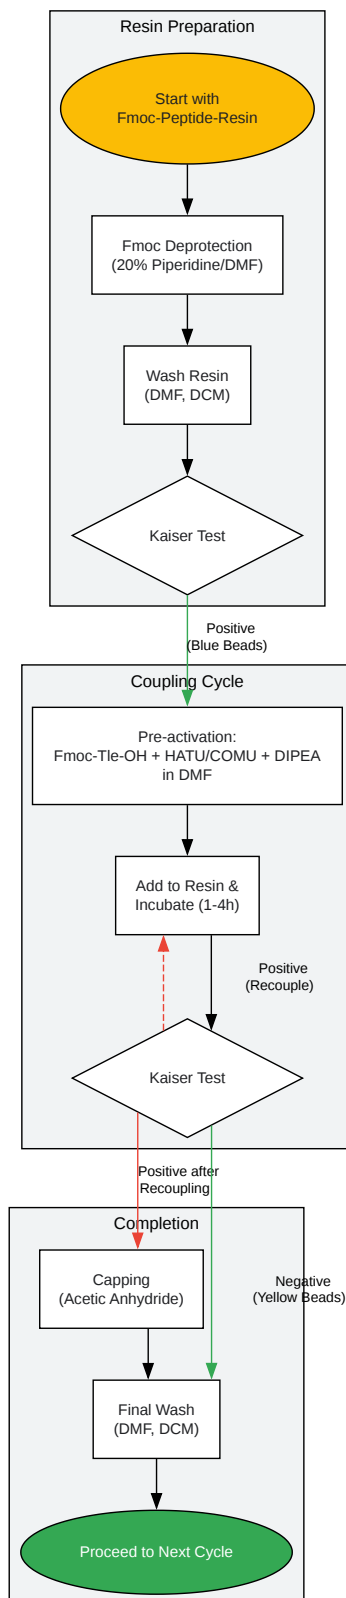 Resin Preparation
Start with
Fmoc-Peptide-Resin
Fmoc Deprotection
(20% Piperidine/DMF)
Wash Resin
(DMF, DCM)
Kaiser Test
Positive
(Blue Beads)
Coupling Cycle
Pre-activation:
Fmoc-Tle-OH + HATU/COMU + DIPEA
in DMF
Add to Resin &
Incubate (1-4h)
Positive
(Recouple)
Kaiser Test
Positive after
Recoupling
Completion
Capping
(Acetic Anhydride)
Negative
(Yellow Beads)
Final Wash
(DMF, DCM)
Proceed to Next Cycle